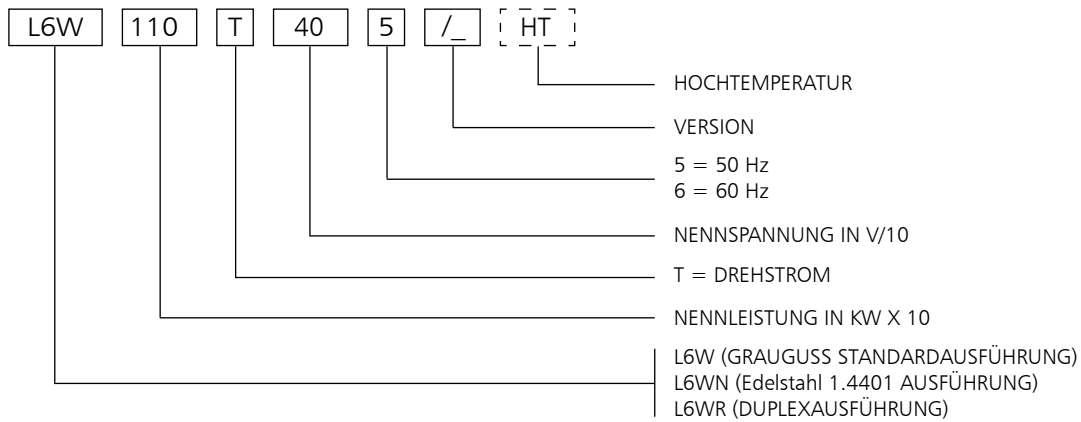 L6W 110 T 40 5 /_ HT
HOCHTEMPERATUR
VERSION
5 = 50 Hz
6 = 60 Hz
NENNSPANNUNG IN V/10
T = DREHSTROM
NENNLEISTUNG IN KW X 10
L6W (GRAUGUSS STANDARDAUSFÜHRUNG)
L6WN (Edelstahl 1.4401 AUSFÜHRUNG)
L6WR (DUPLEXAUSFÜHRUNG)